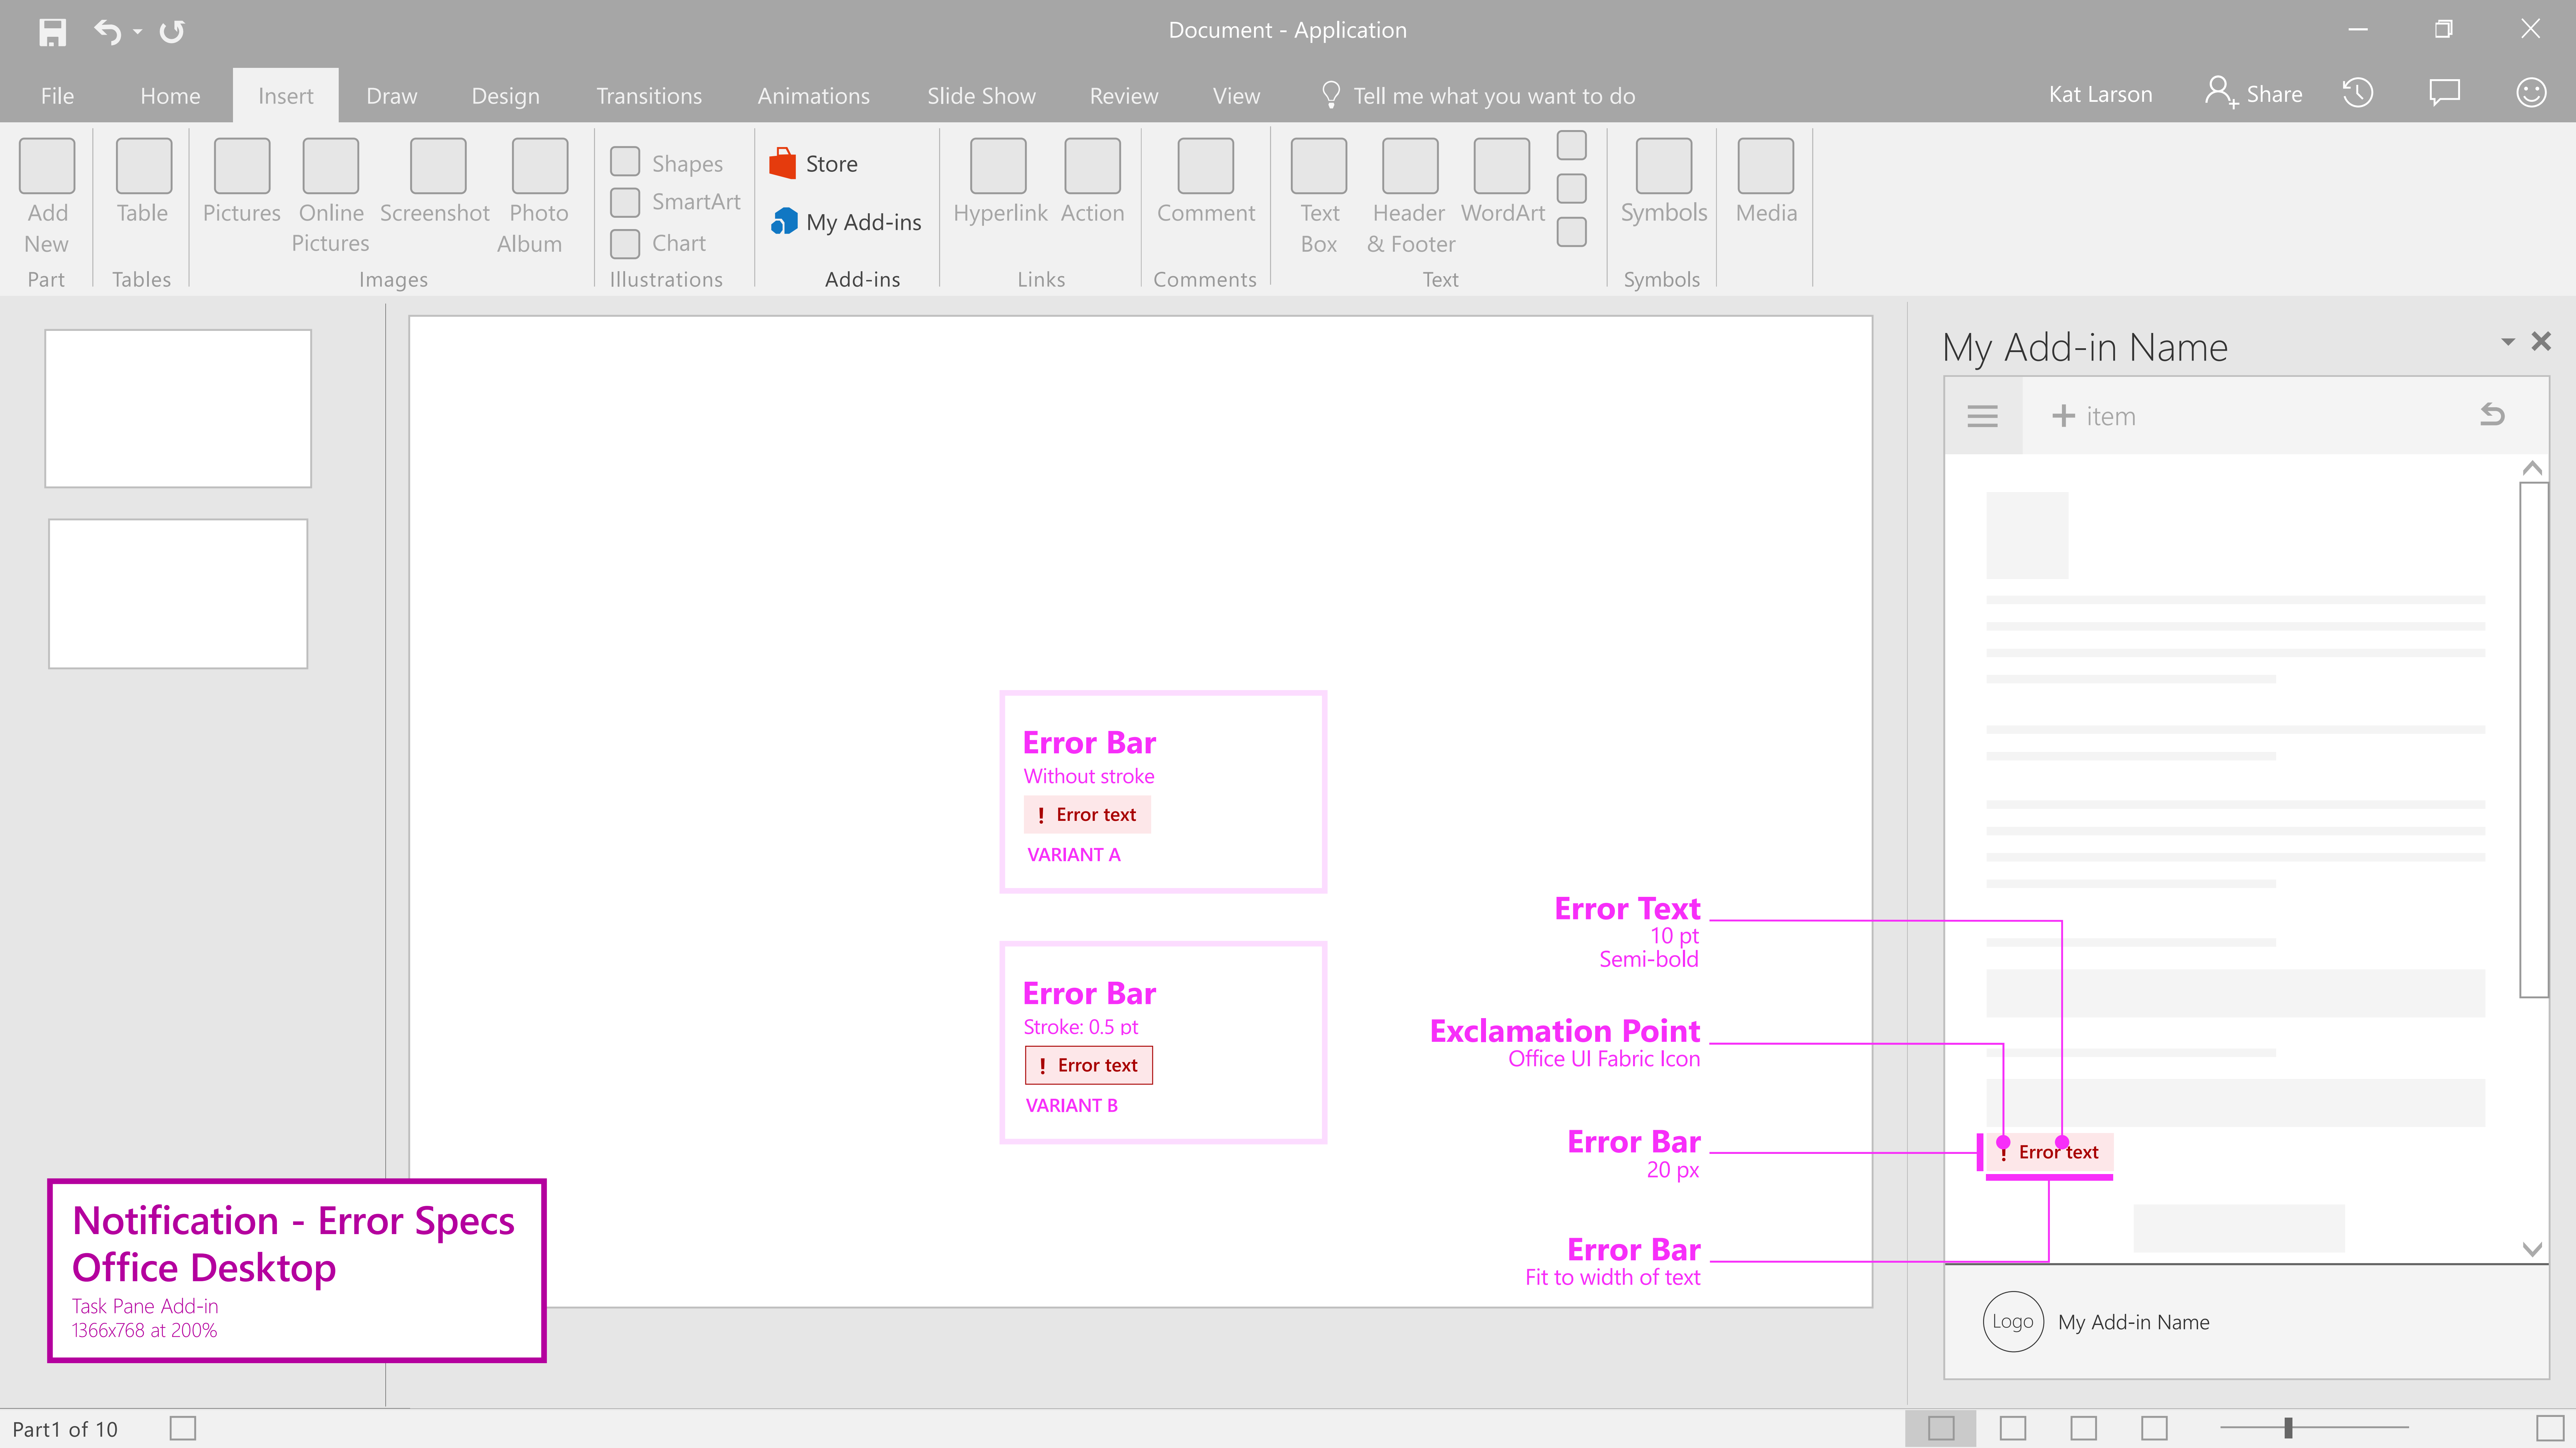 Document - Application
File
Home
Insert
Draw
Design
Transitions
Animations
Slide Show
Review
View
Tell me what you want to do
Kat Larson
Share
Add
New
Part
Table
Tables
Pictures
Online
Pictures
Screenshot
Photo
Album
Images
Shapes
SmartArt
Chart
Illustrations
Store
My Add-ins
Add-ins
Hyperlink
Action
Links
Comment
Comments
Text
Box
Header
& Footer
WordArt
Text
Symbols
Symbols
Media
My Add-in Name
item
Error Bar
Without stroke
! Error text
VARIANT A
Error Bar
Stroke: 0.5 pt
! Error text
VARIANT B
Error Text
10 pt
Semi-bold
Exclamation Point
Office UI Fabric Icon
Error Bar
20 px
Error Bar
Fit to width of text
! Error text
Logo
My Add-in Name
Notification - Error Specs
Office Desktop
Task Pane Add-in
1366x768 at 200%
Part1 of 10